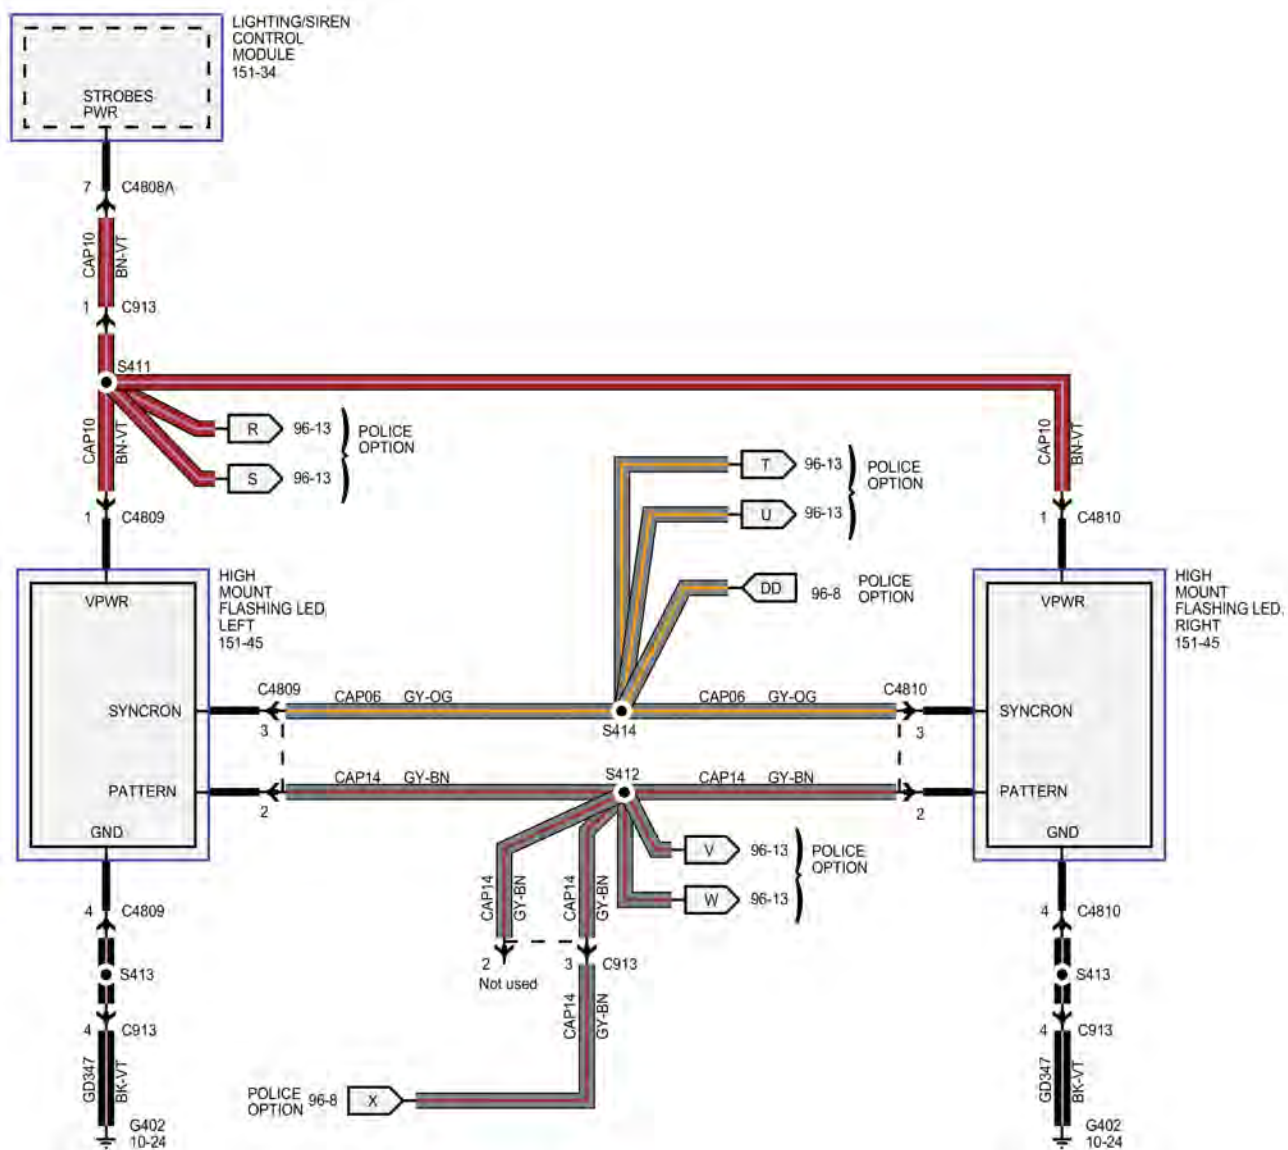 LIGHTING/SIREN
CONTROL
MODULE
151-34
STROBES
PWR
7 C4808A
CAP10
BN-VT
1 C913
S411
CAP10
BN-VT
R 96-13
S 96-13
POLICE
OPTION
T 96-13
U 96-13
POLICE
OPTION
DD 96-8
POLICE
OPTION
CAP10
BN-VT
1 C4809
1 C4810
HIGH
MOUNT
FLASHING LED,
LEFT
151-45
VPWR
SYNCRON
PATTERN
GND
C4809
3
CAP06 GY-OG
S414
CAP06 GY-OG
C4810
3
2
CAP14 GY-BN
S412
CAP14 GY-BN
2
HIGH
MOUNT
FLASHING LED,
RIGHT
151-45
VPWR
SYNCRON
PATTERN
GND
V 96-13
W 96-13
POLICE
OPTION
CAP14
GY-BN
CAP14
GY-BN
2
Not used
3 C913
CAP14
GY-BN
POLICE
OPTION
96-8 X
4 C4809
S413
4 C913
GD347
BK-VT
G402
10-24
4 C4810
S413
4 C913
GD347
BK-VT
G402
10-24